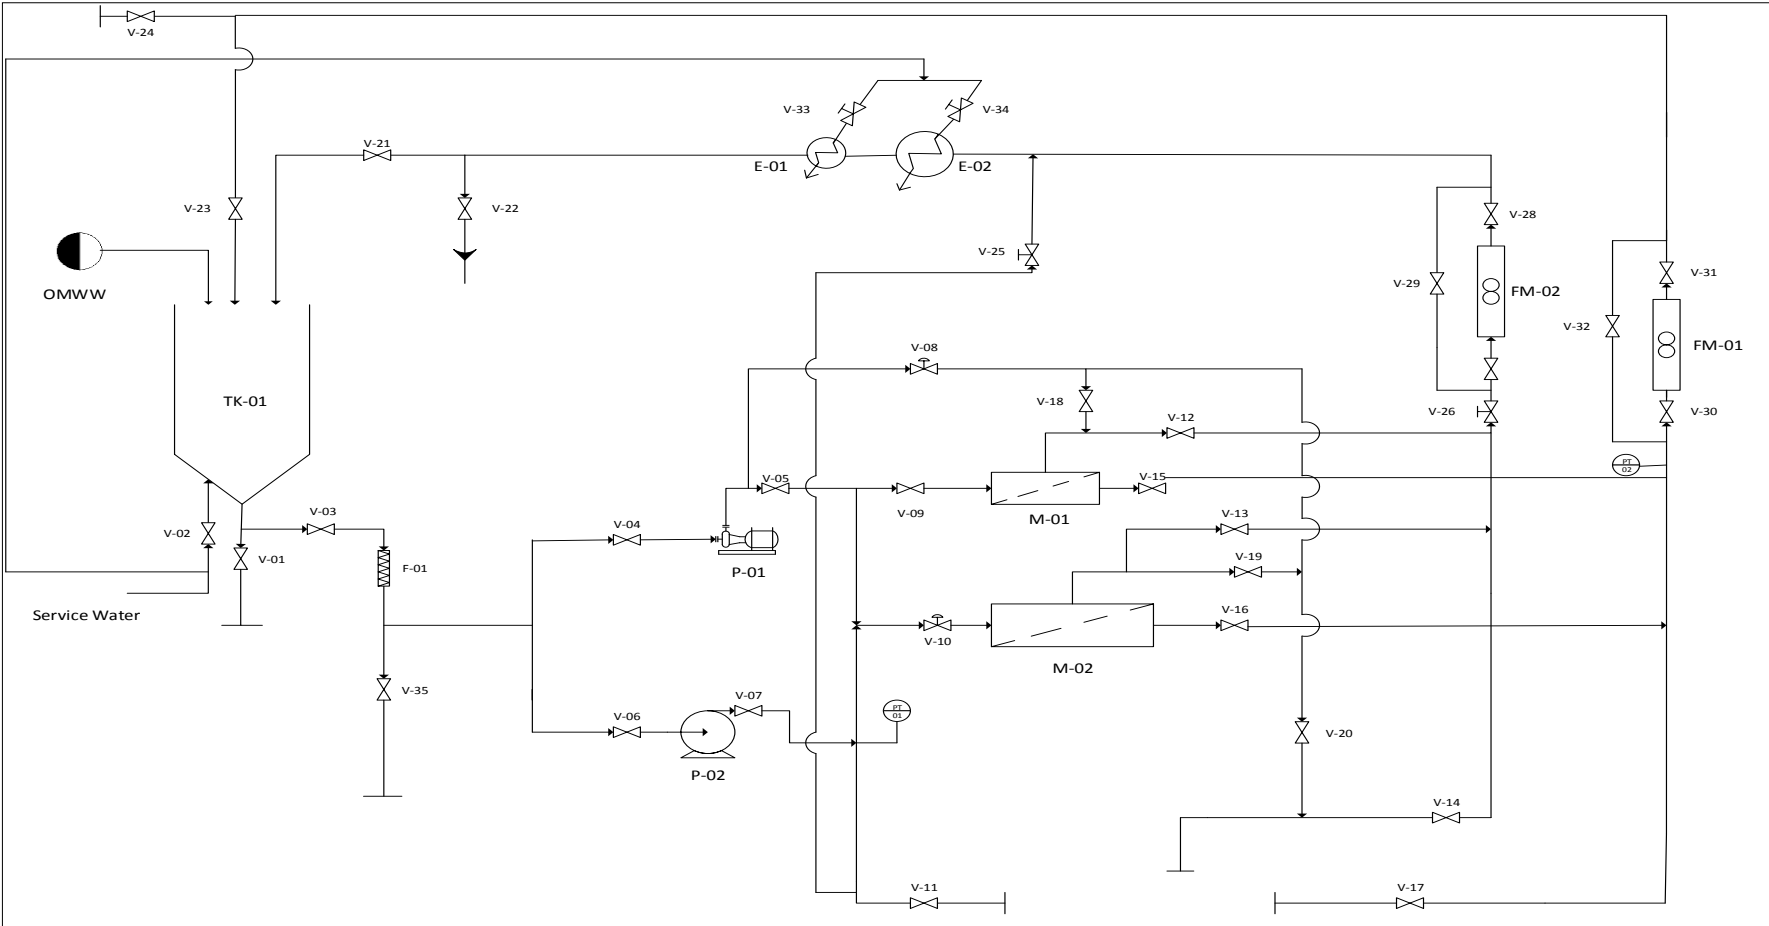 V-24
V-33
V-34
V-21
E-01
E-02
V-23
V-22
V-28
V-25
V-31
OMWW
V-29
FM-02
V-32
FM-01
V-08
TK-01
V-18
V-12
V-26
V-30
PT
02
V-05
V-15
V-03
V-04
V-09
M-01
V-13
V-02
V-01
F-01
P-01
V-19
Service Water
V-16
V-10
M-02
V-35
V-07
PT
01
V-06
V-20
P-02
V-14
V-11
V-17